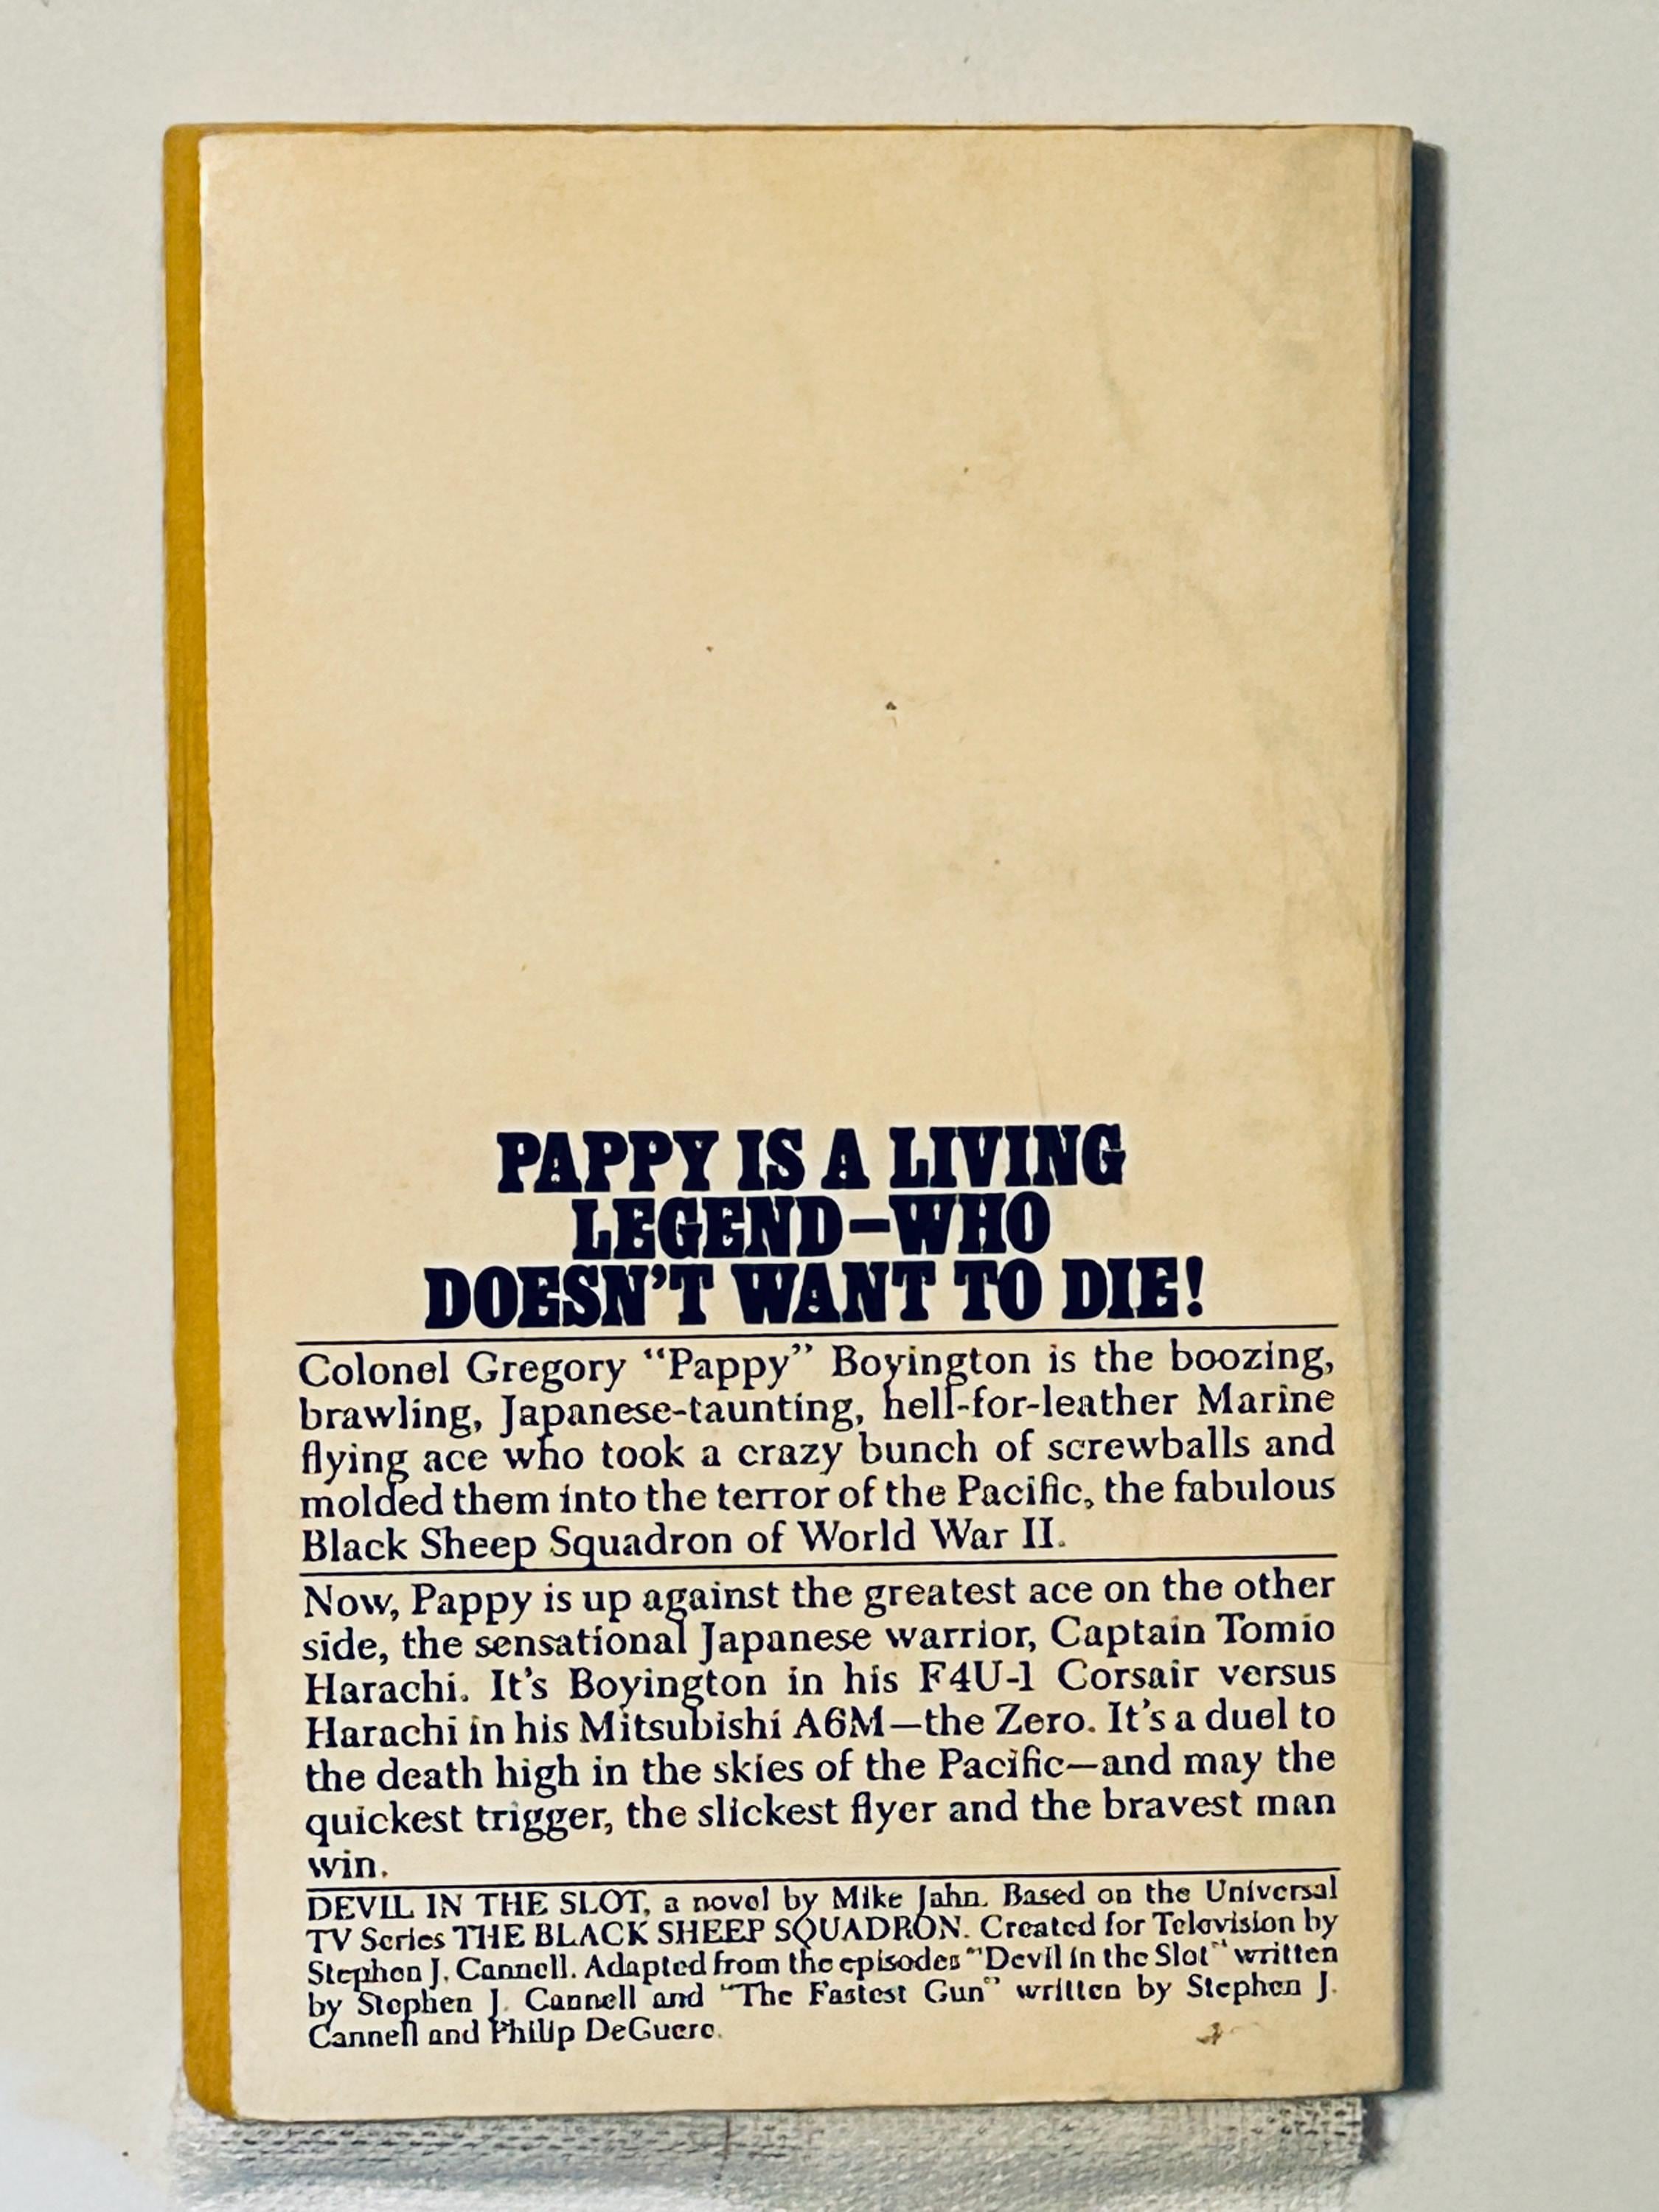 PAPPY IS A LIVING
LEGEND—WHO
DOESN'T WANT TO DIE!
Colonel Gregory “Pappy” Boyington is the boozing,
brawling, Japanese-taunting, hell-for-leather Marine
flying ace who took a crazy bunch of screwballs and
molded them into the terror of the Pacific, the fabulous
Black Sheep Squadron of World War II.
Now, Pappy is up against the greatest ace on the other
side, the sensational Japanese warrior, Captain Tomio
Harachi. It's Boyington in his F4U-1 Corsair versus
Harachi in his Mitsubishi A6M—the Zero. It's a duel to
the death high in the skies of the Pacific—and may the
quickest trigger, the slickest flyer and the bravest man
win.
DEVIL IN THE SLOT, a novel by Mike Jahn. Based on the Universal
TV Series THE BLACK SHEEP SQUADRON. Created for Television by
Stephen J. Cannell. Adapted from the episodes "'Devil in the Slot" written
by Stephen J. Cannell and “The Fastest Gun” written by Stephen J.
Cannell and Philip DeGuere.